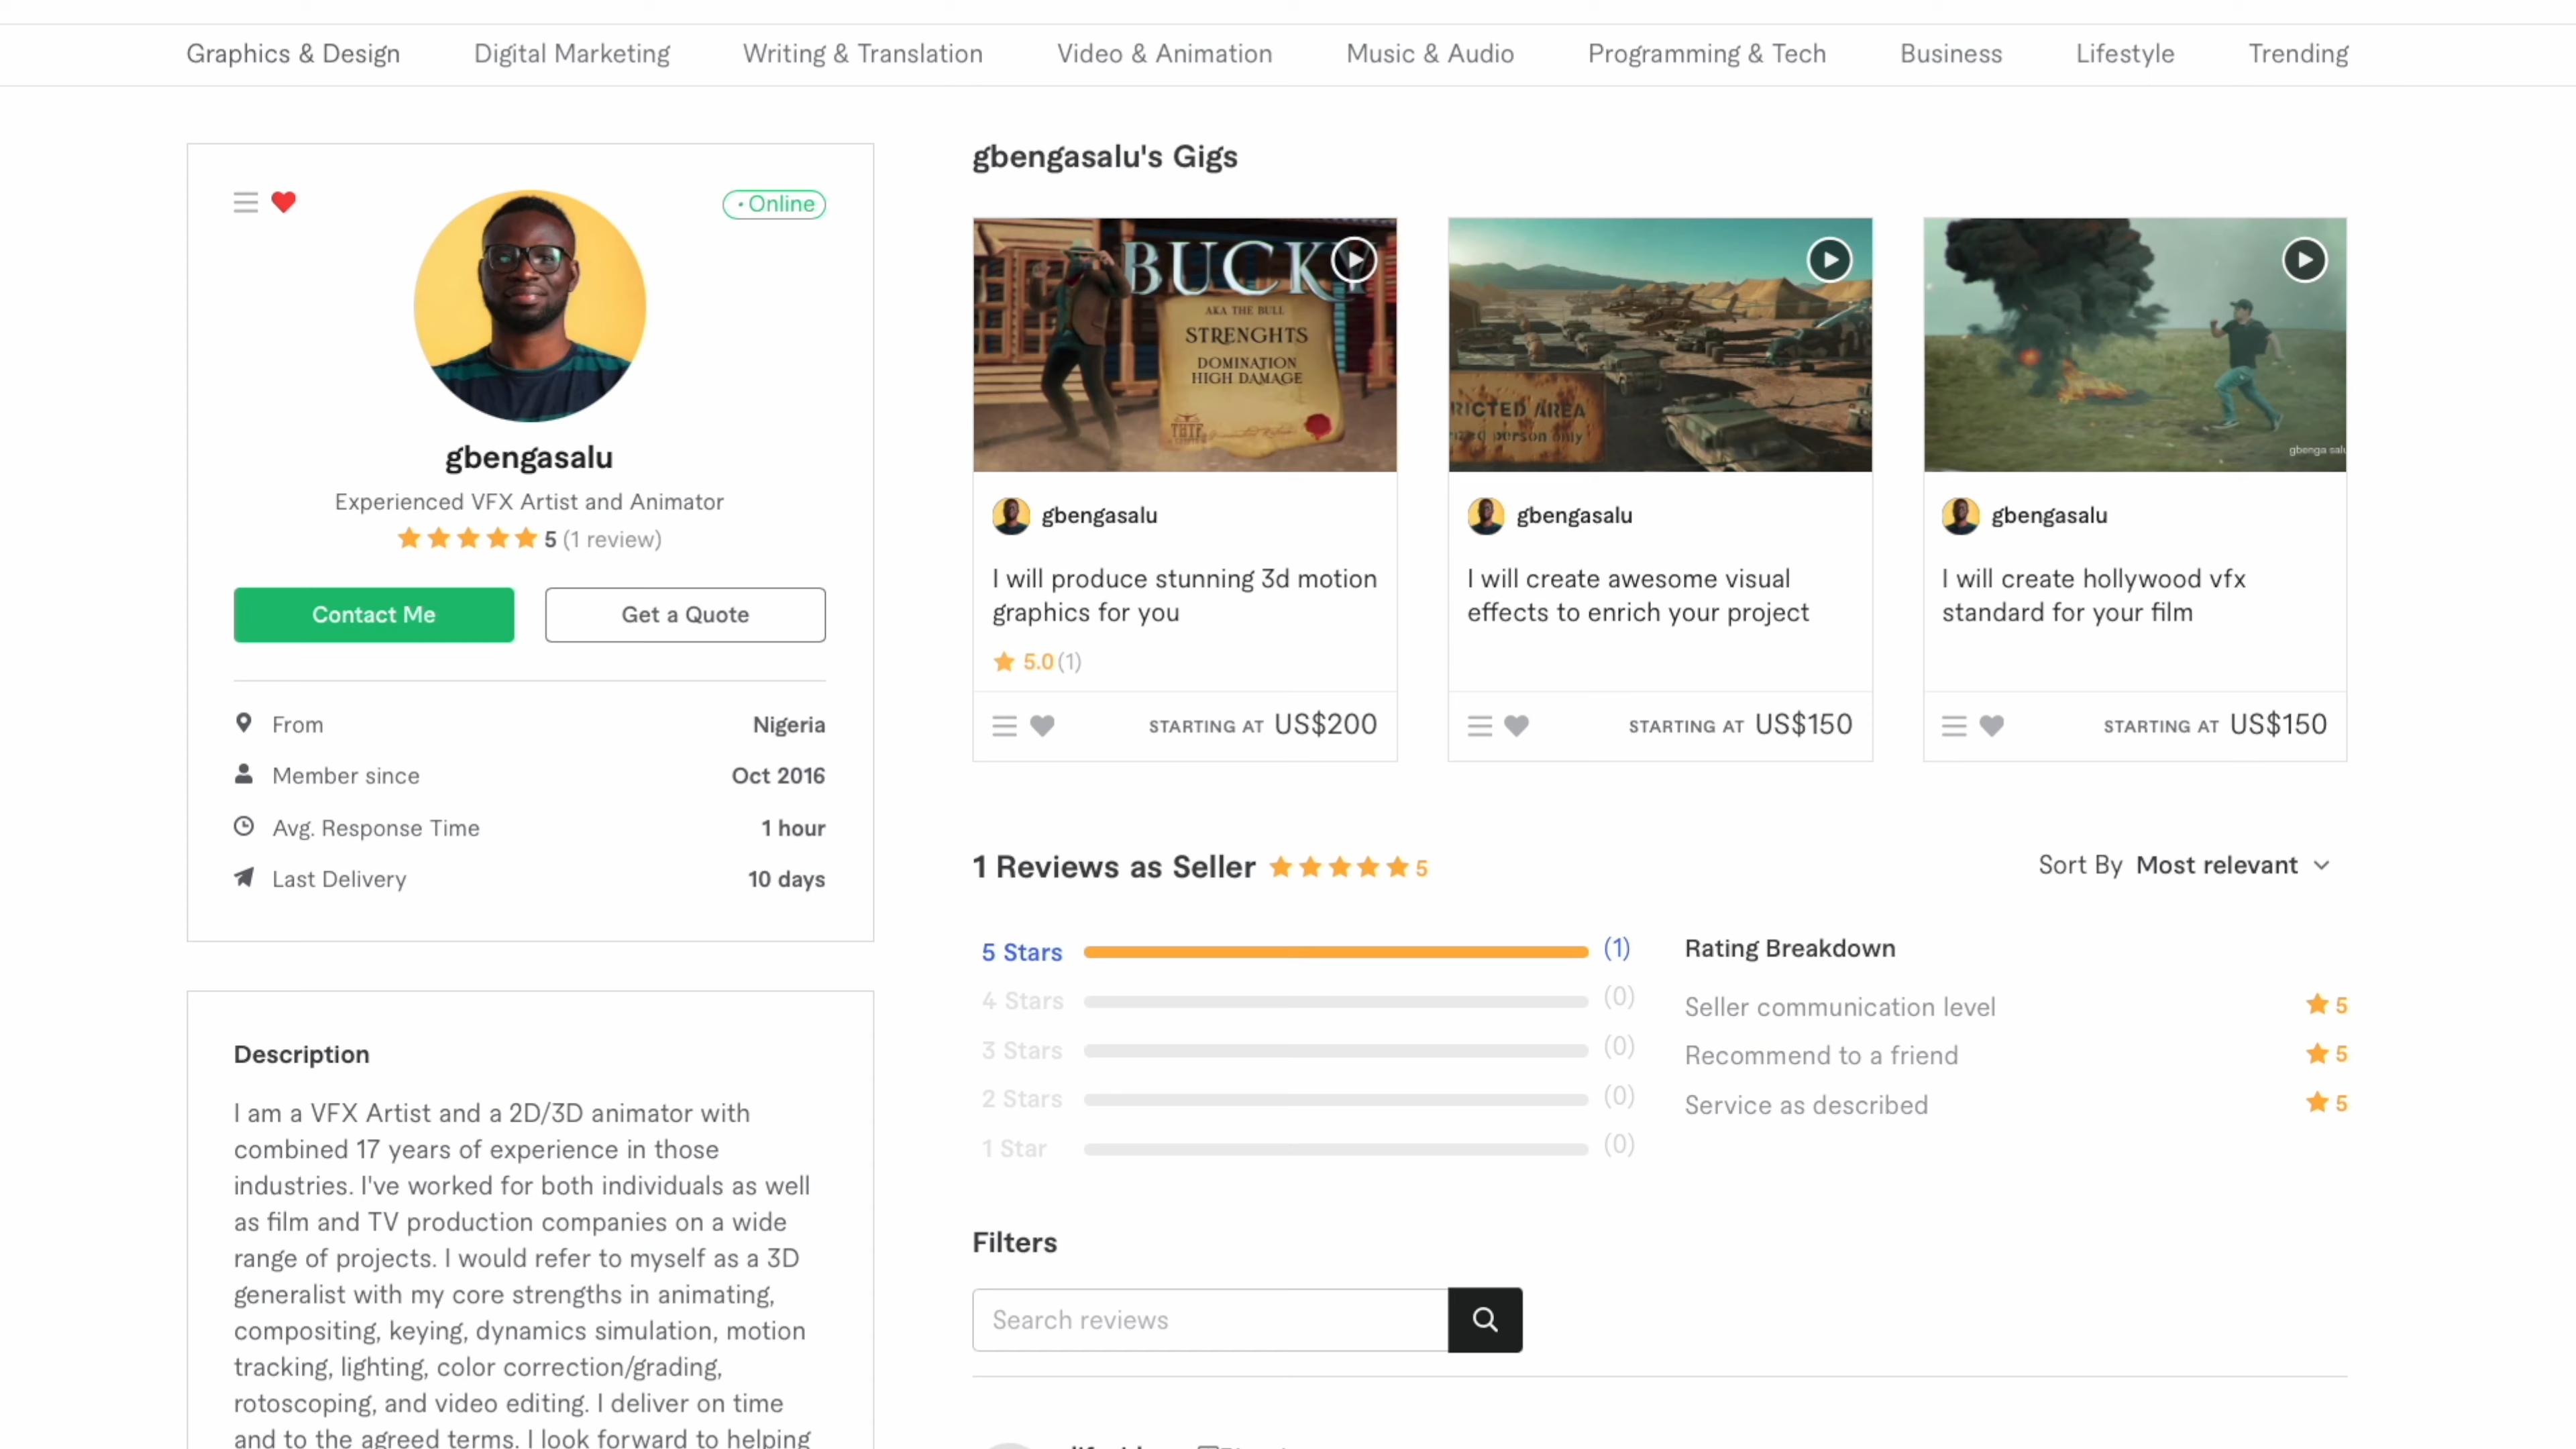 Graphics & Design
Digital Marketing
Writing & Translation
Video & Animation
Music & Audio
Programming & Tech
Business
Lifestyle
Trending
• Online
gbengasalu
Experienced VFX Artist and Animator
5 (1 review)
Contact Me
Get a Quote
From Nigeria
Member since Oct 2016
Avg. Response Time 1 hour
Last Delivery 10 days
Description
I am a VFX Artist and a 2D/3D animator with
combined 17 years of experience in those
industries. I've worked for both individuals as well
as film and TV production companies on a wide
range of projects. I would refer to myself as a 3D
generalist with my core strengths in animating,
compositing, keying, dynamics simulation, motion
tracking, lighting, color correction/grading,
rotoscoping, and video editing. I deliver on time
and to the agreed terms. I look forward to helping
gbengasalu's Gigs
BUCK
AKA THE BULL
STRENGHTS
DOMINATION
HIGH DAMAGE
gbengasalu
I will produce stunning 3d motion
graphics for you
5.0 (1)
STARTING AT US$200
RICTED AREA
person only
gbengasalu
I will create awesome visual
effects to enrich your project
STARTING AT US$150
gbenga salu
gbengasalu
I will create hollywood vfx
standard for your film
STARTING AT US$150
1 Reviews as Seller 5
Sort By Most relevant
5 Stars (1)
4 Stars (0)
3 Stars (0)
2 Stars (0)
1 Star (0)
Rating Breakdown
Seller communication level 5
Recommend to a friend 5
Service as described 5
Filters
Search reviews